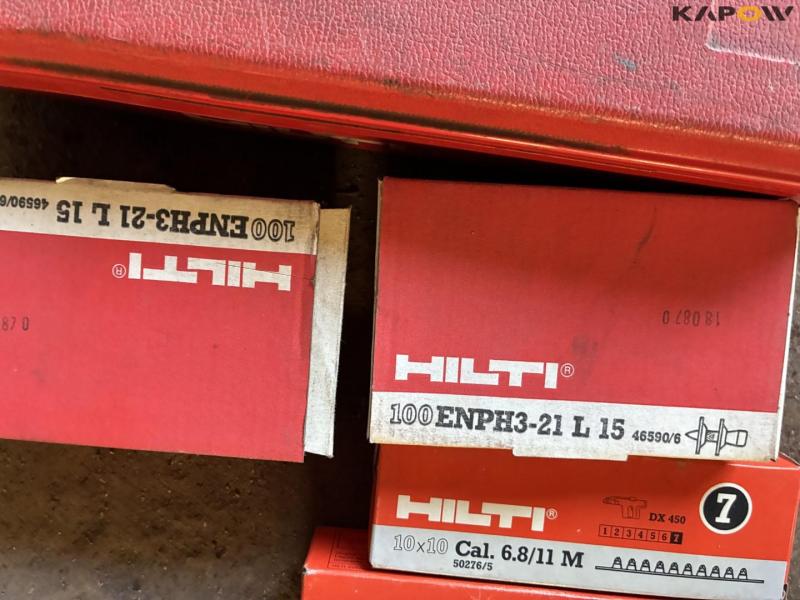 KAPOW
100 ENPH3-21 L 15 46590/6
HILTI®
0 87
18 087 0
HILTI®
100 ENPH3-21 L 15 46590/6
HILTI® DX 450 7
1 2 3 4 5 6 7
10x10 Cal. 6.8/11 M
50276/5